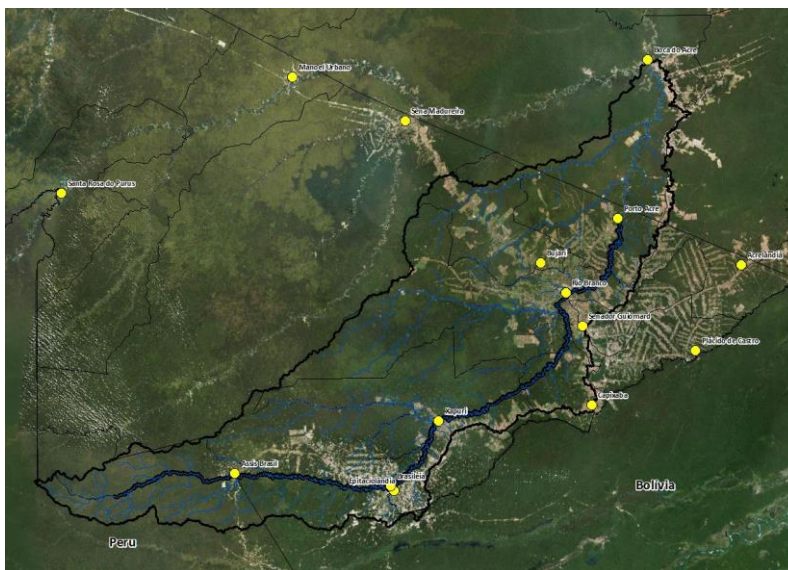 Boca do Acre
Manoel Urbano
Sena Madureira
Santa Rosa do Purus
Porto Acre
Bujari
Acrelândia
Rio Branco
Senador Guiomard
Plácido de Castro
Capixaba
Xapuri
Assis Brasil
Brasiléia
Epitaciolândia
Bolívia
Peru